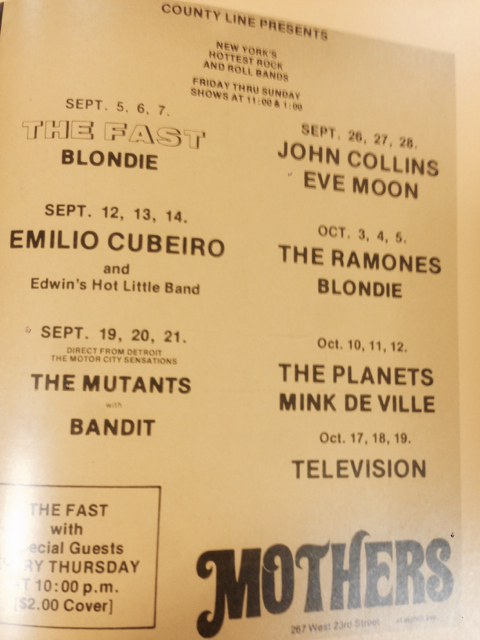 COUNTY LINE PRESENTS
NEW YORK'S
HOTTEST ROCK
AND ROLL BANDS
FRIDAY THRU SUNDAY
SHOWS AT 11:00 & 1:00
SEPT. 5, 6, 7.
THE FAST
BLONDIE
SEPT. 12, 13, 14.
EMILIO CUBEIRO
and
Edwin's Hot Little Band
SEPT. 19, 20, 21.
DIRECT FROM DETROIT
THE MOTOR CITY SENSATIONS
THE MUTANTS
with
BANDIT
SEPT. 26, 27, 28.
JOHN COLLINS
EVE MOON
OCT. 3, 4, 5.
THE RAMONES
BLONDIE
Oct. 10, 11, 12.
THE PLANETS
MINK DE VILLE
Oct. 17, 18, 19.
TELEVISION
THE FAST
with
ecial Guests
RY THURSDAY
T 10:00 p.m.
[$2.00 Cover]
MOTHERS
267 West 23rd Street